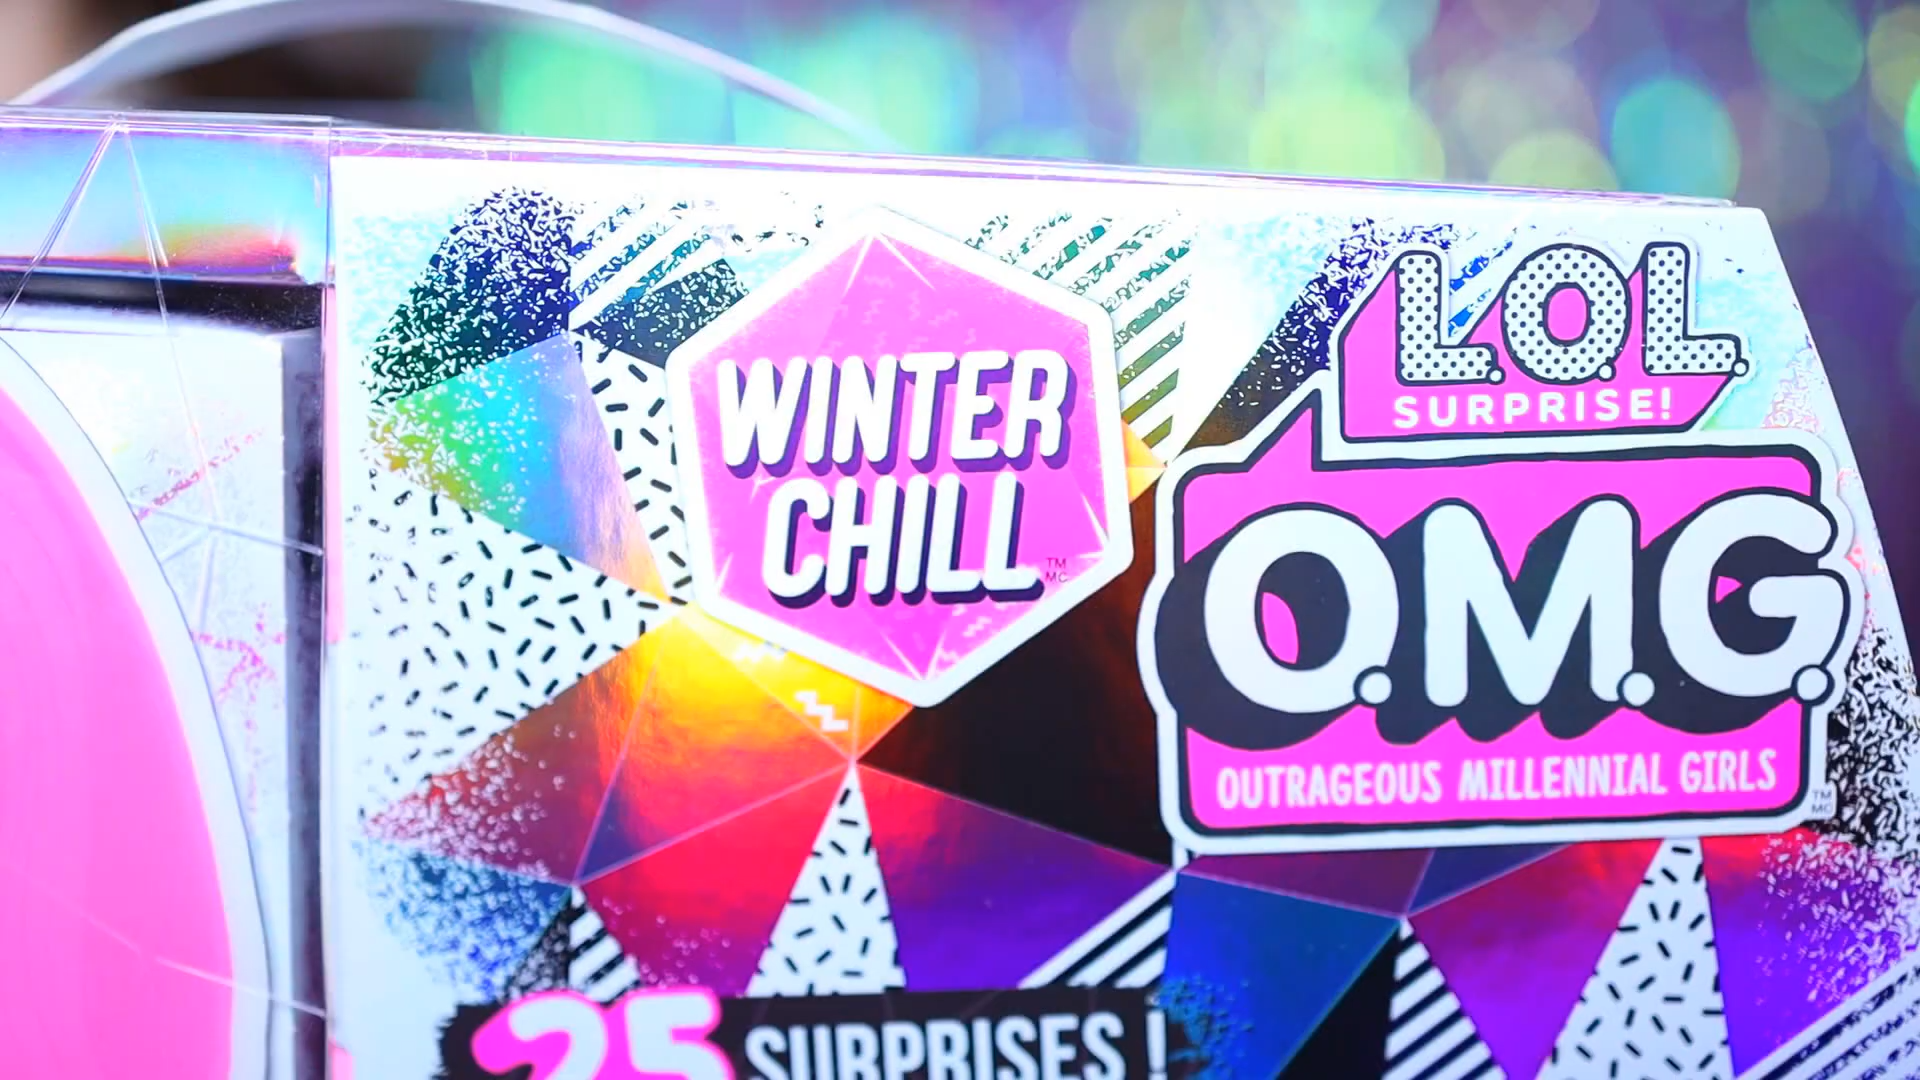 WINTER
CHILL
TM
MC
L.O.L.
SURPRISE!
O.M.G.
OUTRAGEOUS MILLENNIAL GIRLS
TM
MC
25 SURPRISES!